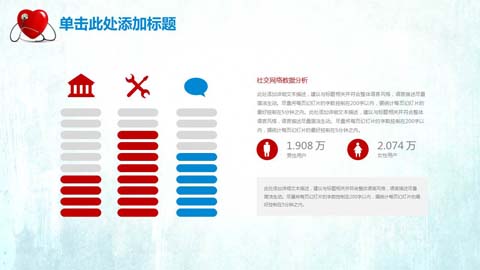 单击此处添加标题
社交网络数据分析
此处添加详细文本描述，建议与标题相关并符合整体语言风格，语言描述尽量
简洁生动。尽量将每页幻灯片的字数控制在200字以内，据统计每页幻灯片的
最好控制在5分钟之内。此处添加详细文本描述，建议与标题相关并符合整体
语言风格，语言描述尽量简洁生动。尽量将每页幻灯片的字数控制在200字以
内，据统计每页幻灯片的最好控制在5分钟之内。
1.908 万
男性用户
2.074 万
女性用户
此处添加详细文本描述，建议与标题相关并符合整体语言风格，语言描述尽
量简洁生动。尽量将每页幻灯片的字数控制在200字以内，据统计每页幻灯片
的最好控制在5分钟之内。